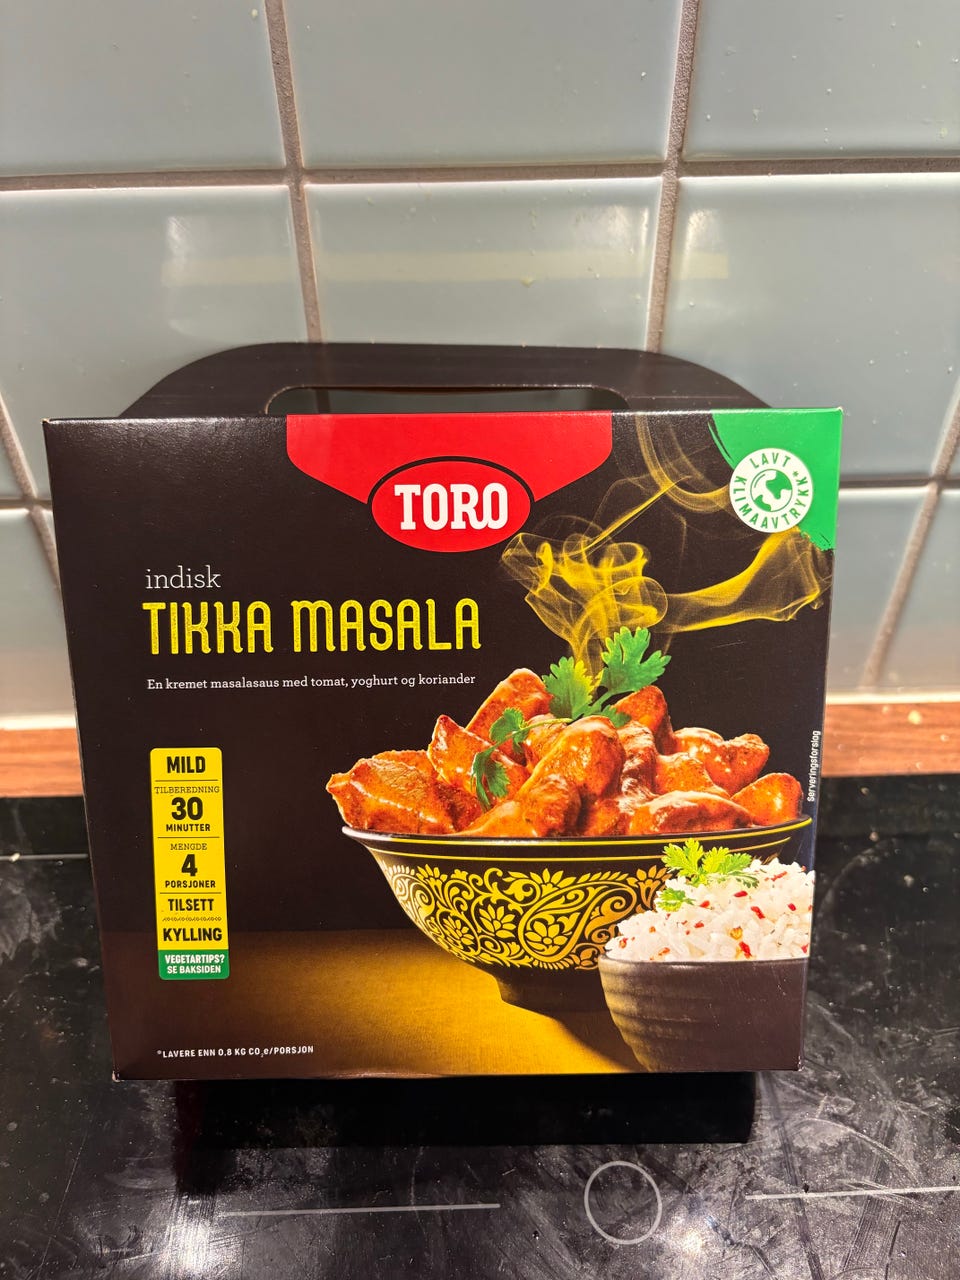 TORO
LAVT
KLIMAAVTRYKK*
indisk
TIKKA MASALA
En kremet masalasaus med tomat, yoghurt og koriander
MILD
TILBEREDNING
30
MINUTTER
MENGDE
4
PORSJONER
TILSETT
KYLLING
VEGETARTIPS?
SE BAKSIDEN
serveringsforslag
*LAVERE ENN 0,8 KG CO₂e/PORSJON